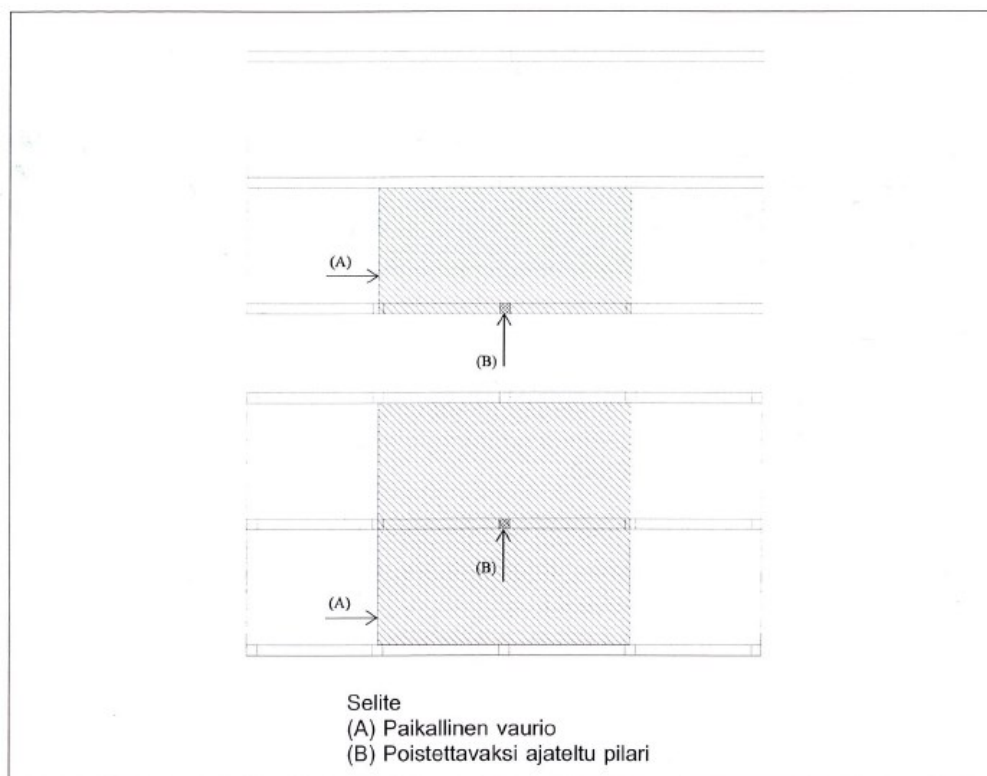 (A)
(B)
(B)
(A)
Selite
(A) Paikallinen vaurio
(B) Poistettavaksi ajateltu pilari